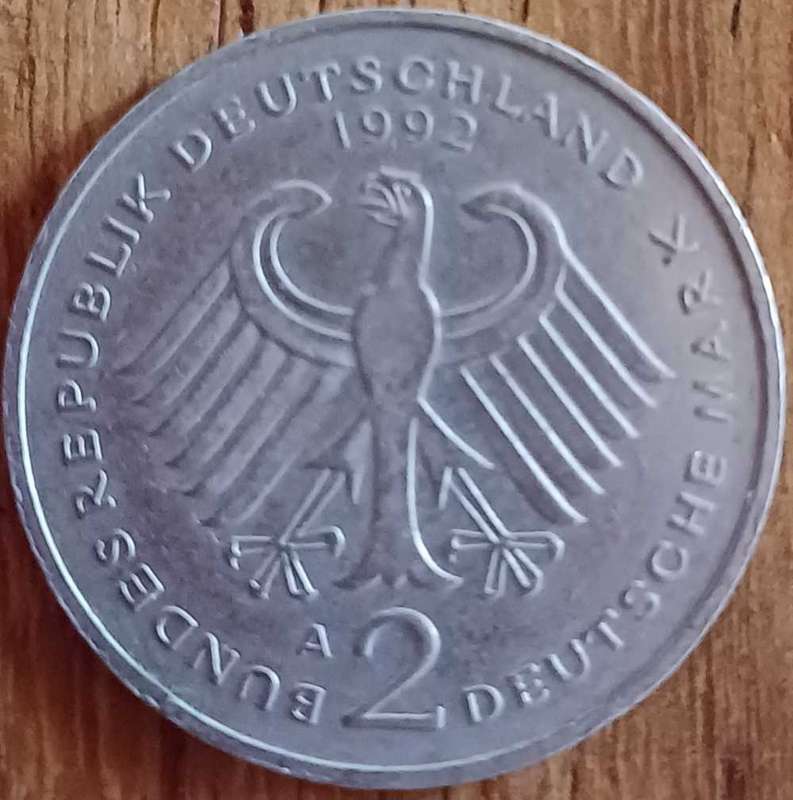 BUNDESREPUBLIK DEUTSCHLAND
1992
A
2 DEUTSCHE MARK